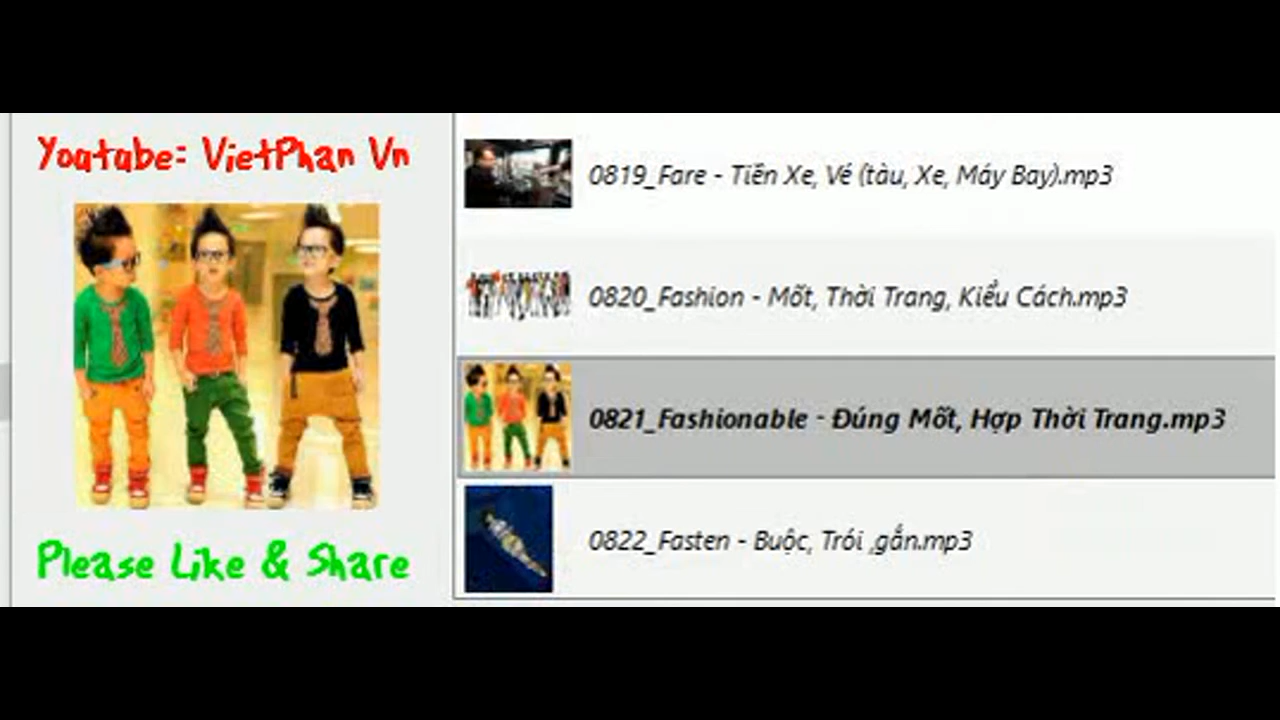 Youtube: VietPhan Vn
Please Like & Share
0819_Fare - Tiền Xe, Vé (tàu, Xe, Máy Bay).mp3
0820_Fashion - Mốt, Thời Trang, Kiểu Cách.mp3
0821_Fashionable - Đúng Mốt, Hợp Thời Trang.mp3
0822_Fasten - Buộc, Trói ,gắn.mp3